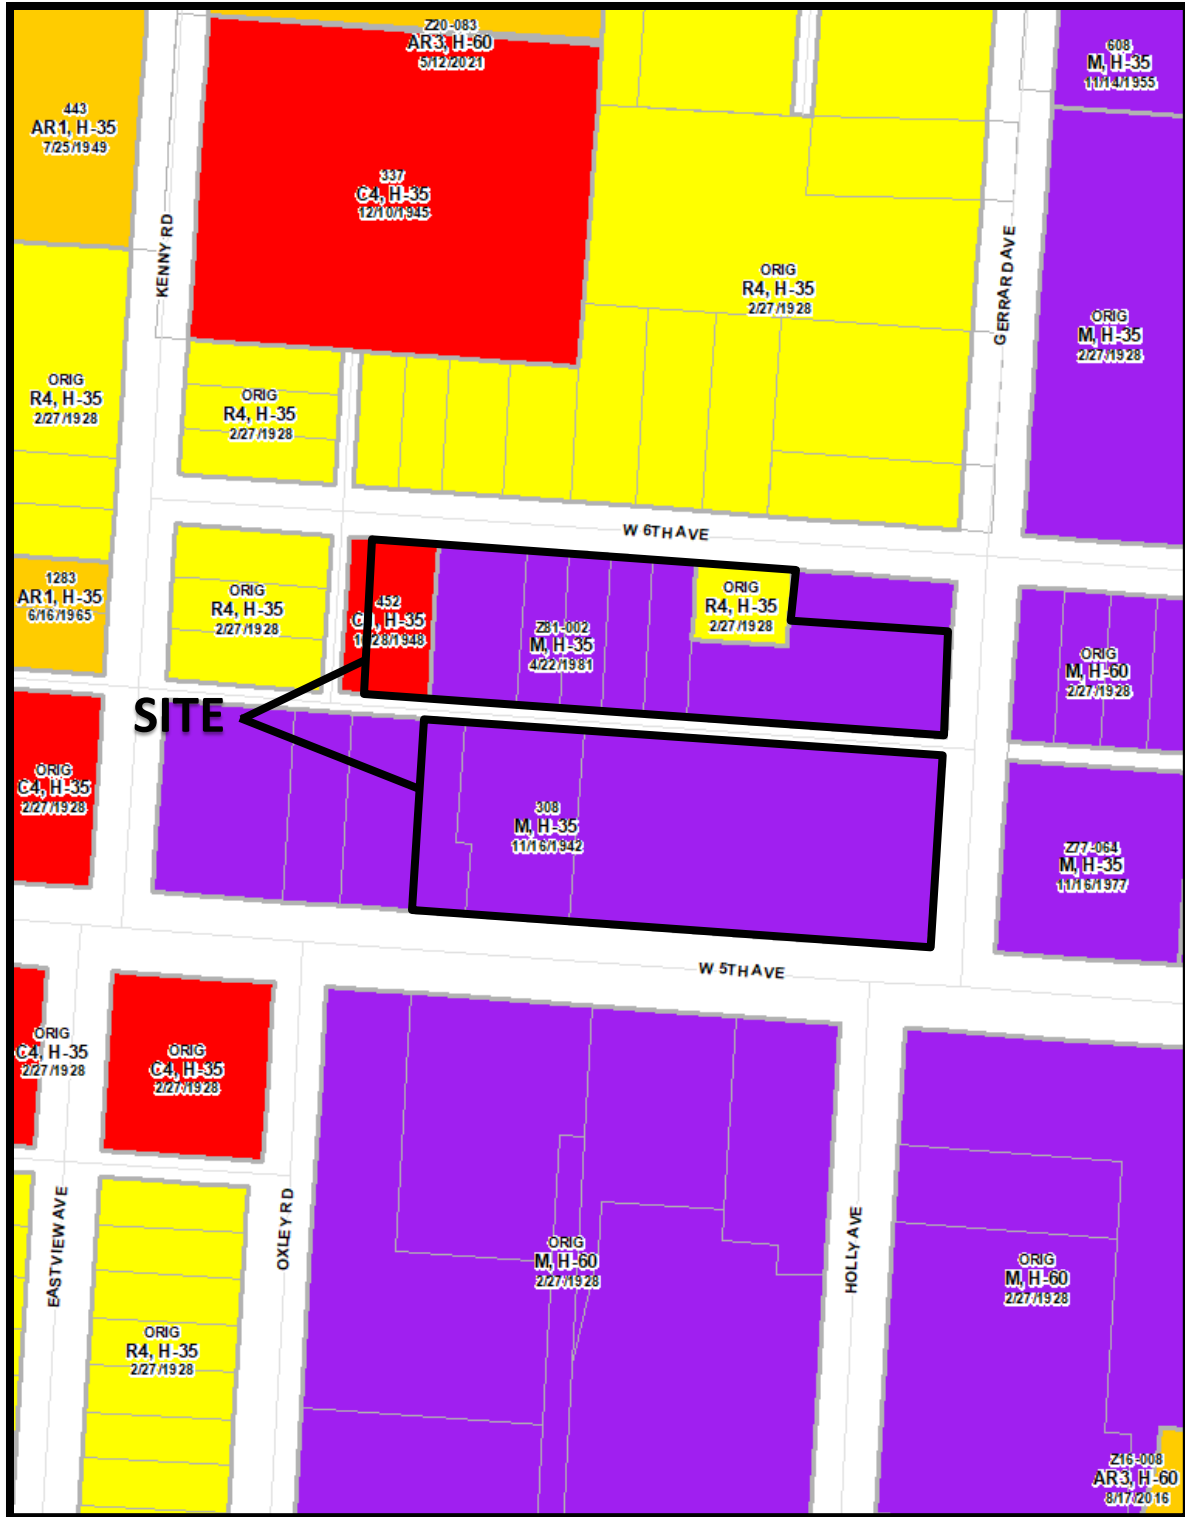 Z20-083
AR3, H-60
5/12/2021
608
M, H-35
11/14/1955
443
AR1, H-35
7/25/1949
337
C4, H-35
12/10/1945
KENNY RD
ORIG
R4, H-35
2/27/1928
GERRARD AVE
ORIG
M, H-35
2/27/1928
ORIG
R4, H-35
2/27/1928
ORIG
R4, H-35
2/27/1928
W 6TH AVE
1283
AR1, H-35
6/16/1965
ORIG
R4, H-35
2/27/1928
452
H-35
Z81-002
M, H-35
4/22/1981
ORIG
R4, H-35
2/27/1928
ORIG
M, H-60
2/27/1928
SITE
ORIG
C4, H-35
2/27/1928
308
M, H-35
11/16/1942
Z77-064
M, H-35
11/16/1977
W 5TH AVE
ORIG
C4, H-35
2/27/1928
ORIG
C4, H-35
2/27/1928
EASTVIEW AVE
OXLEY RD
HOLLY AVE
ORIG
M, H-60
2/27/1928
ORIG
M, H-60
2/27/1928
ORIG
R4, H-35
2/27/1928
Z16-008
AR3, H-60
8/17/2016